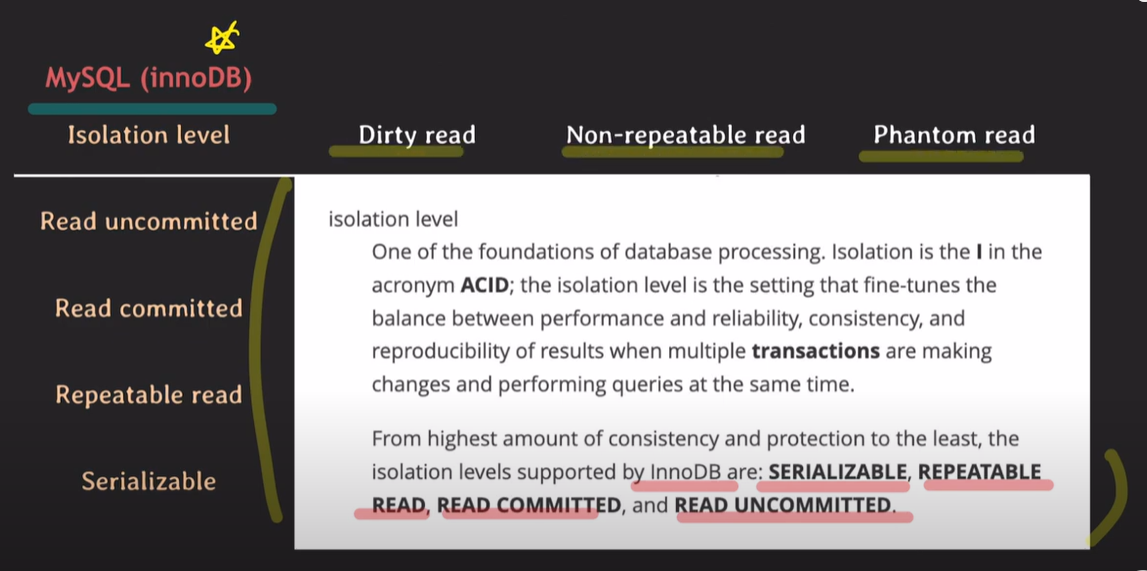 MySQL (innoDB)
Isolation level
Dirty read
Non-repeatable read
Phantom read
Read uncommitted
Read committed
Repeatable read
Serializable
isolation level
One of the foundations of database processing. Isolation is the I in the
acronym ACID; the isolation level is the setting that fine-tunes the
balance between performance and reliability, consistency, and
reproducibility of results when multiple transactions are making
changes and performing queries at the same time.
From highest amount of consistency and protection to the least, the
isolation levels supported by InnoDB are: SERIALIZABLE, REPEATABLE
READ, READ COMMITTED, and READ UNCOMMITTED.